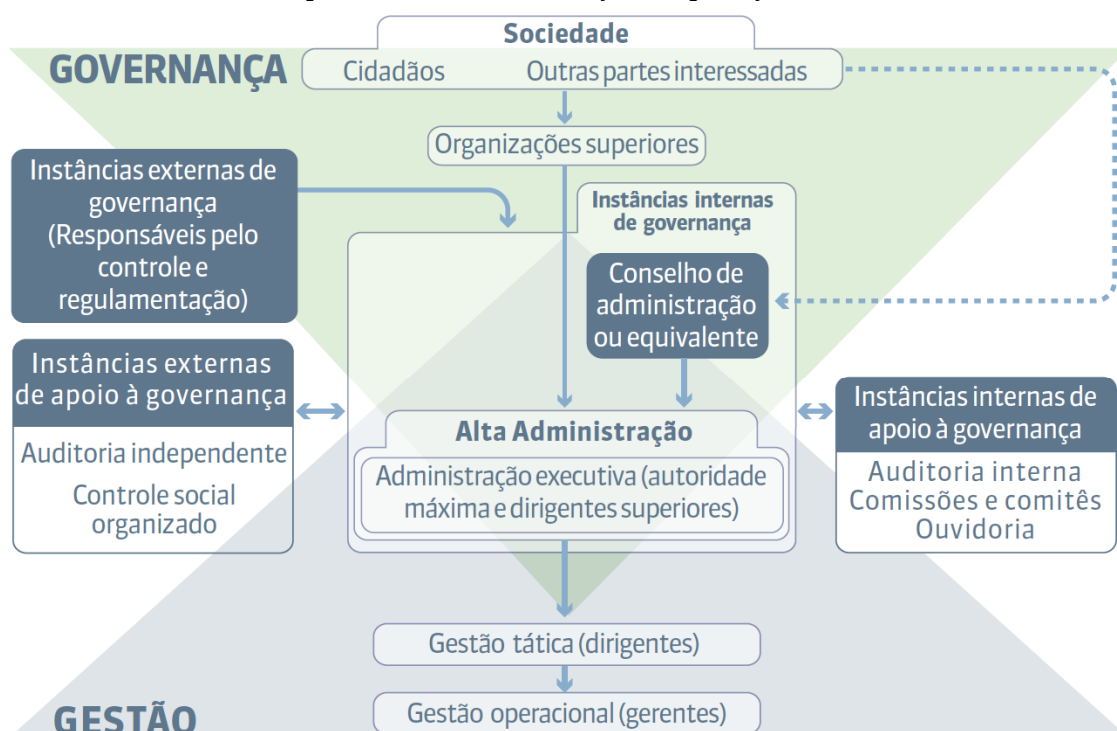 Sociedade
GOVERNANÇA
Cidadãos
Outras partes interessadas
Organizações superiores
Instâncias externas de
governança
(Responsáveis pelo
controle e
regulamentação)
Instâncias internas
de governança
Conselho de
administração
ou equivalente
Instâncias externas
de apoio à governança
Auditoria independente
Controle social
organizado
Alta Administração
Administração executiva (autoridade
máxima e dirigentes superiores)
Instâncias internas de
apoio à governança
Auditoria interna
Comissões e comitês
Ouvidoria
Gestão tática (dirigentes)
Gestão operacional (gerentes)
GESTÃO